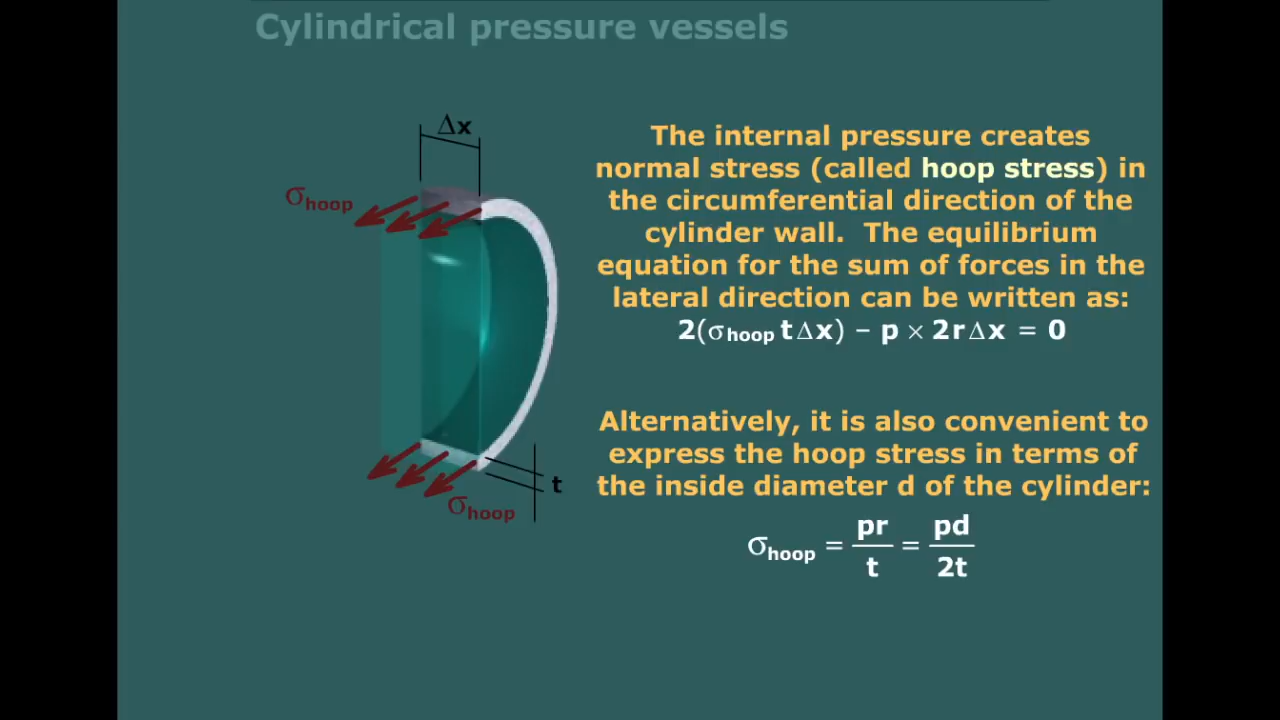 Cylindrical pressure vessels
Δx
σhoop
The internal pressure creates
normal stress (called hoop stress) in
the circumferential direction of the
cylinder wall. The equilibrium
equation for the sum of forces in the
lateral direction can be written as:
2(σhoop t Δx) − p × 2r Δx = 0
Alternatively, it is also convenient to
express the hoop stress in terms of
the inside diameter d of the cylinder:
t
σhoop
σhoop = pr/t = pd/2t